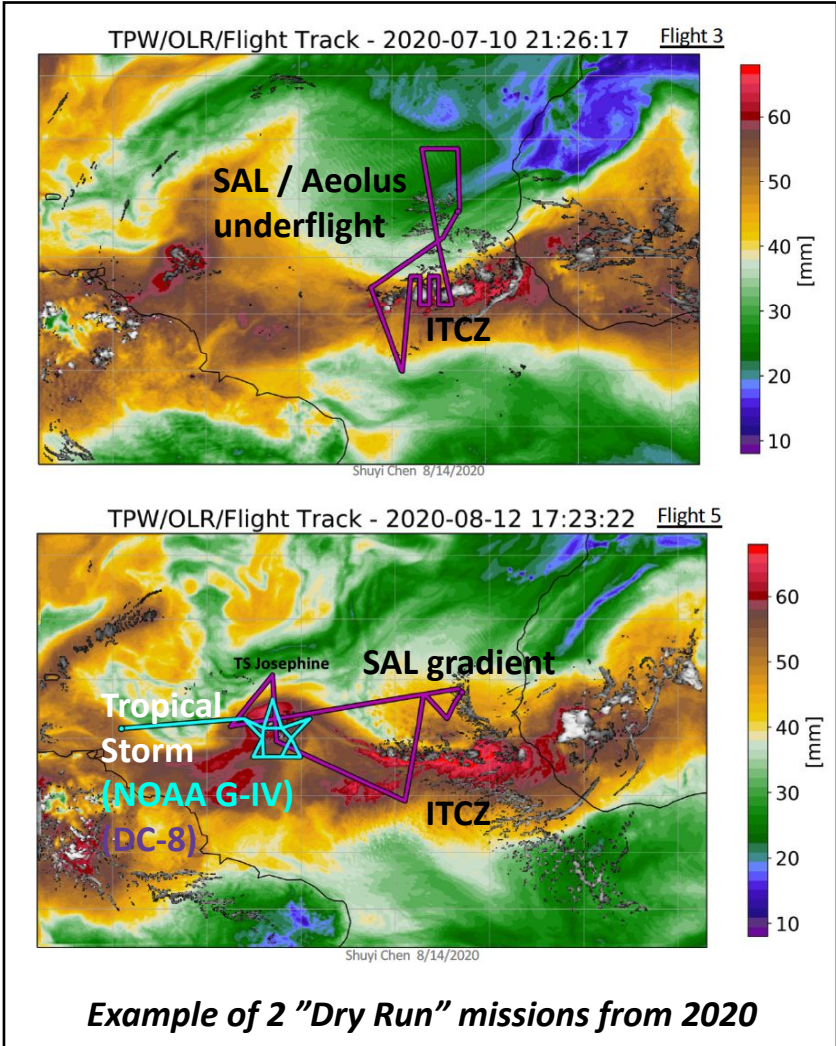 TPW/OLR/Flight Track - 2020-07-10 21:26:17 Flight 3
SAL / Aeolus
underflight
ITCZ
60
50
40
30
20
10
[mm]
Shuyi Chen 8/14/2020
TPW/OLR/Flight Track - 2020-08-12 17:23:22 Flight 5
TS Josephine
SAL gradient
Tropical
Storm
(NOAA G-IV)
(DC-8)
ITCZ
60
50
40
30
20
10
[mm]
Shuyi Chen 8/14/2020
Example of 2 ”Dry Run” missions from 2020